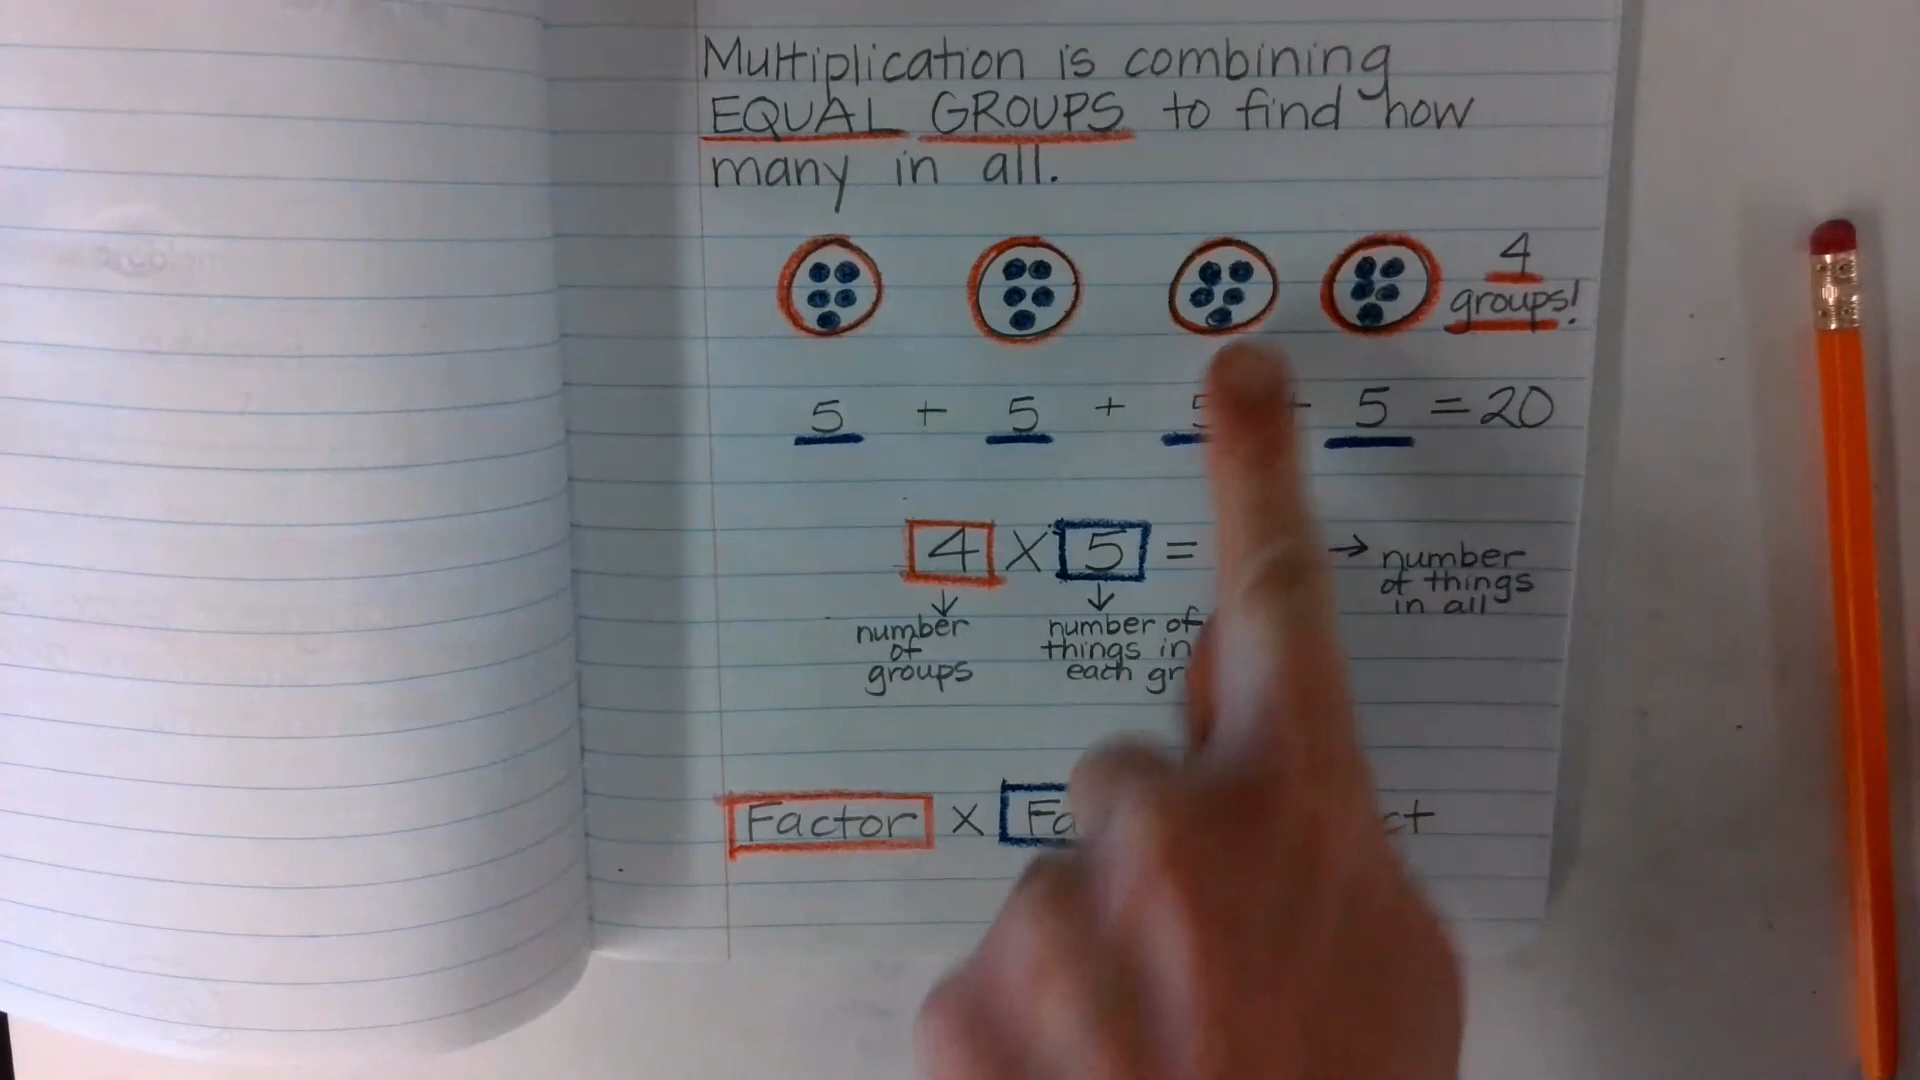 Multiplication is combining
EQUAL GROUPS to find how
many in all.
4
groups!
5 + 5 + 5 + 5 = 20
4 X 5 =
→ number
of things
in all
number
of
groups
number of
things in
each
Factor X